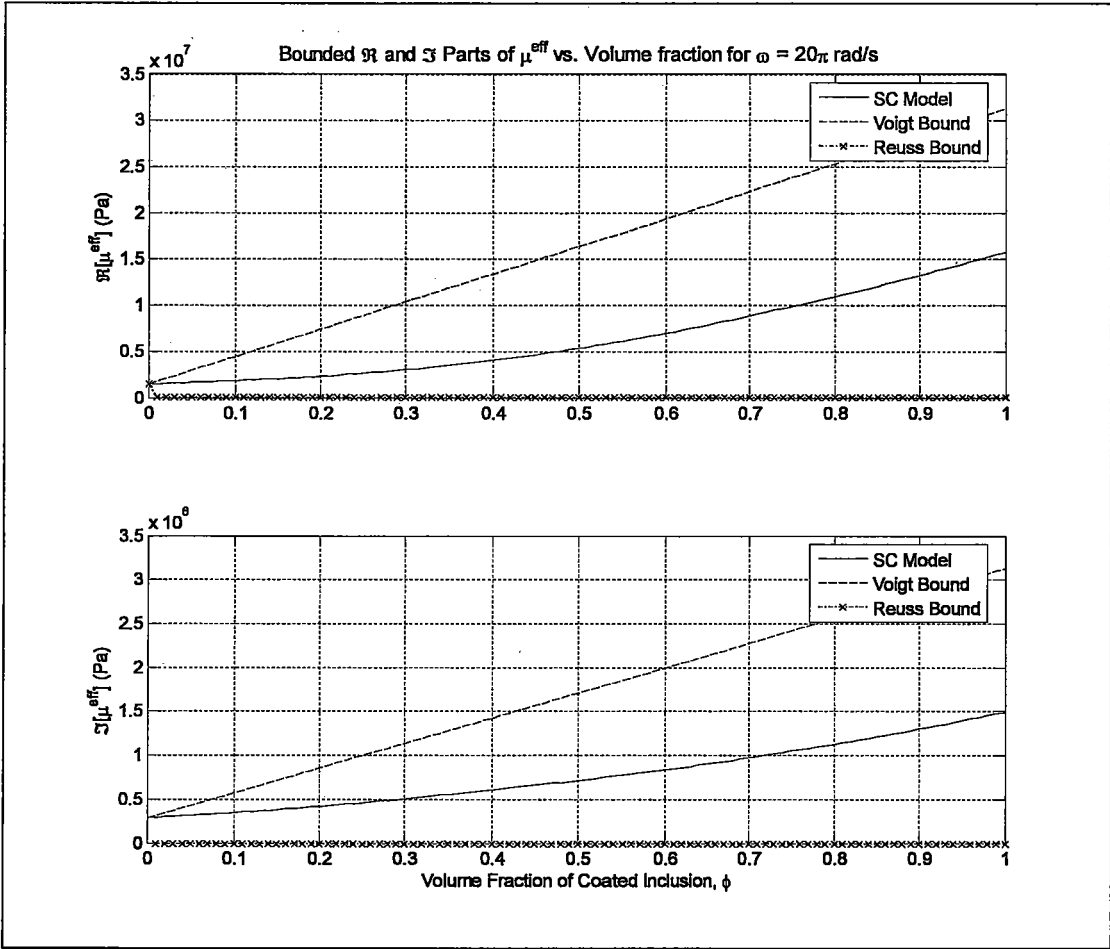 Bounded ℜ and ℑ Parts of μ^eff vs. Volume fraction for ω = 20π rad/s
x 10^7
3.5
3
2.5
2
1.5
1
0.5
0
ℜ[μ^eff] (Pa)
SC Model
Voigt Bound
Reuss Bound
0 0.1 0.2 0.3 0.4 0.5 0.6 0.7 0.8 0.9 1
x 10^6
3.5
3
2.5
2
1.5
1
0.5
0
ℑ[μ^eff] (Pa)
SC Model
Voigt Bound
Reuss Bound
0 0.1 0.2 0.3 0.4 0.5 0.6 0.7 0.8 0.9 1
Volume Fraction of Coated Inclusion, ϕ